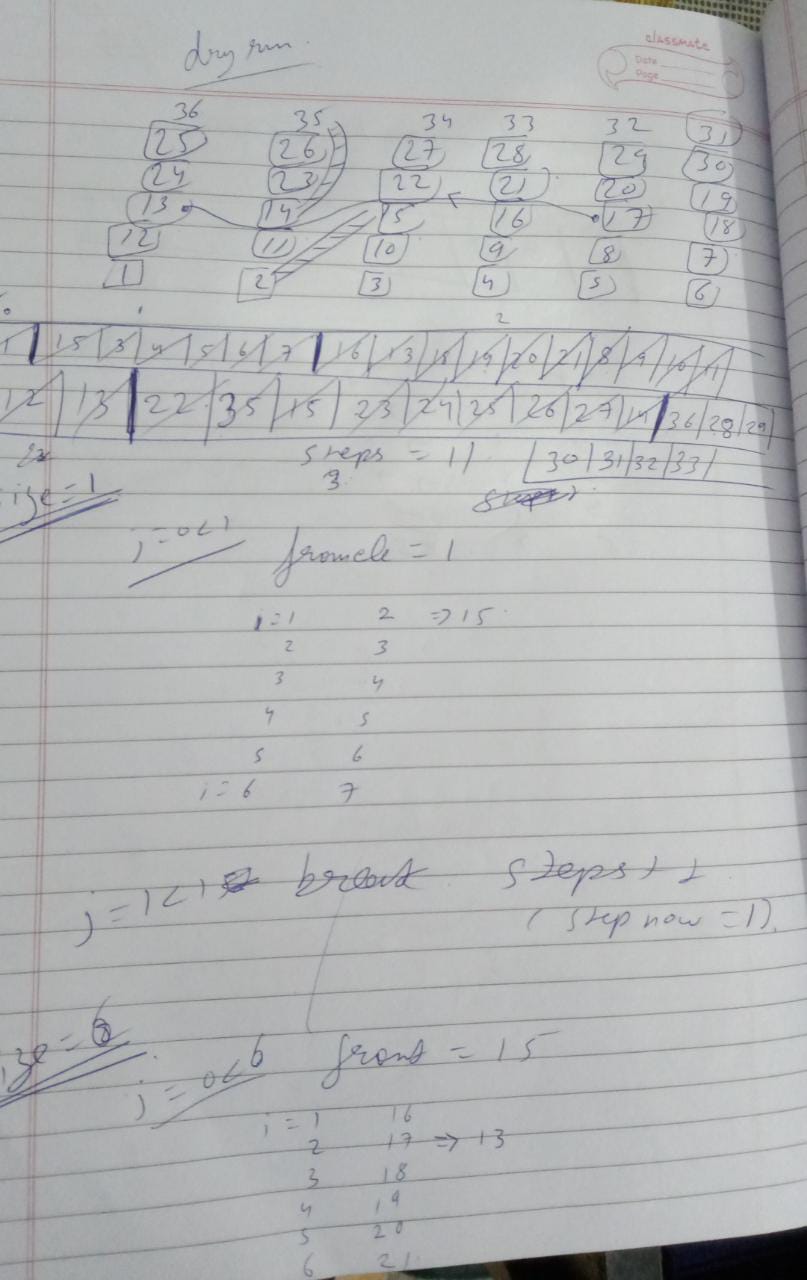 dry run.
classmate
Date
Page
36 35 34 33 32 31
25 26 27 28 29 30
24 23 22 21 20 19
13 14 15 16 17 18
12 11 10 9 8 7
1 2 3 4 5 6
2
1 15 3 4 5 6 7 16 13 18 19 20 21 8 9 10 11
12 13 22 35 15 23 24 25 26 27 14 36 28 29
steps = 11 30 31 32 33
3
ize = 1
j = 0<1 fromele = 1
i = 1 2 => 15
2 3
3 4
4 5
5 6
i = 6 7
j = 1<1 break steps++
(step now = 1)
ize = 6
j = 0<6 front = 15
i = 1 16
2 17 => 13
3 18
4 19
5 20
6 21